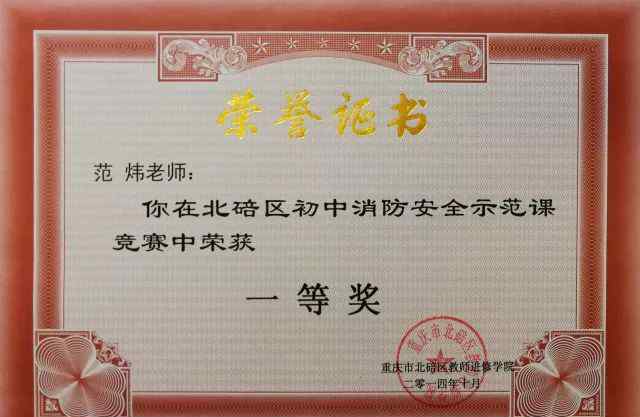 荣誉证书
范 炜老师:
你在北碚区初中消防安全示范课
竞赛中荣获
一等奖
重庆市北碚区教师进修学院
二〇一四年十月